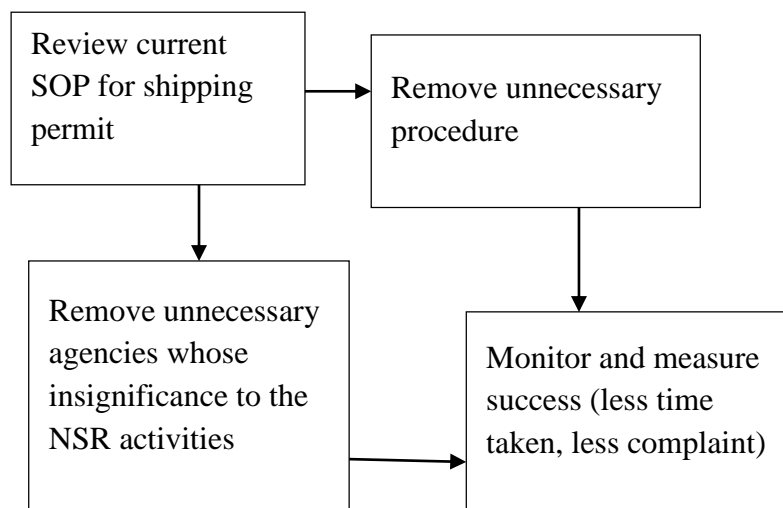 Review current
SOP for shipping
permit
Remove unnecessary
procedure
Remove unnecessary
agencies whose
insignificance to the
NSR activities
Monitor and measure
success (less time
taken, less complaint)